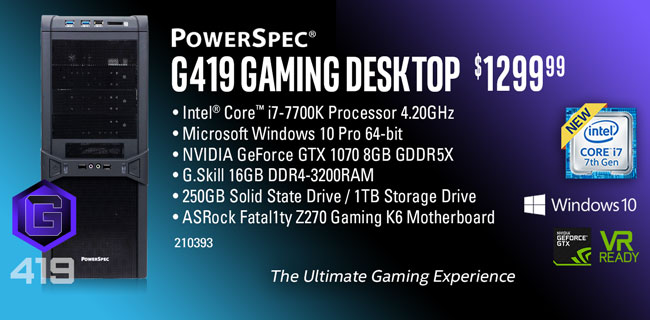 POWERSPEC®
G419 GAMING DESKTOP $1299.99
• Intel® Core™ i7-7700K Processor 4.20GHz
• Microsoft Windows 10 Pro 64-bit
• NVIDIA GeForce GTX 1070 8GB GDDR5X
• G.Skill 16GB DDR4-3200RAM
• 250GB Solid State Drive / 1TB Storage Drive
• ASRock Fatal1ty Z270 Gaming K6 Motherboard
210393
The Ultimate Gaming Experience
NEW
intel®
CORE i7
7th Gen
Windows 10
NVIDIA
GEFORCE
GTX
VR
READY
G
419
POWERSPEC